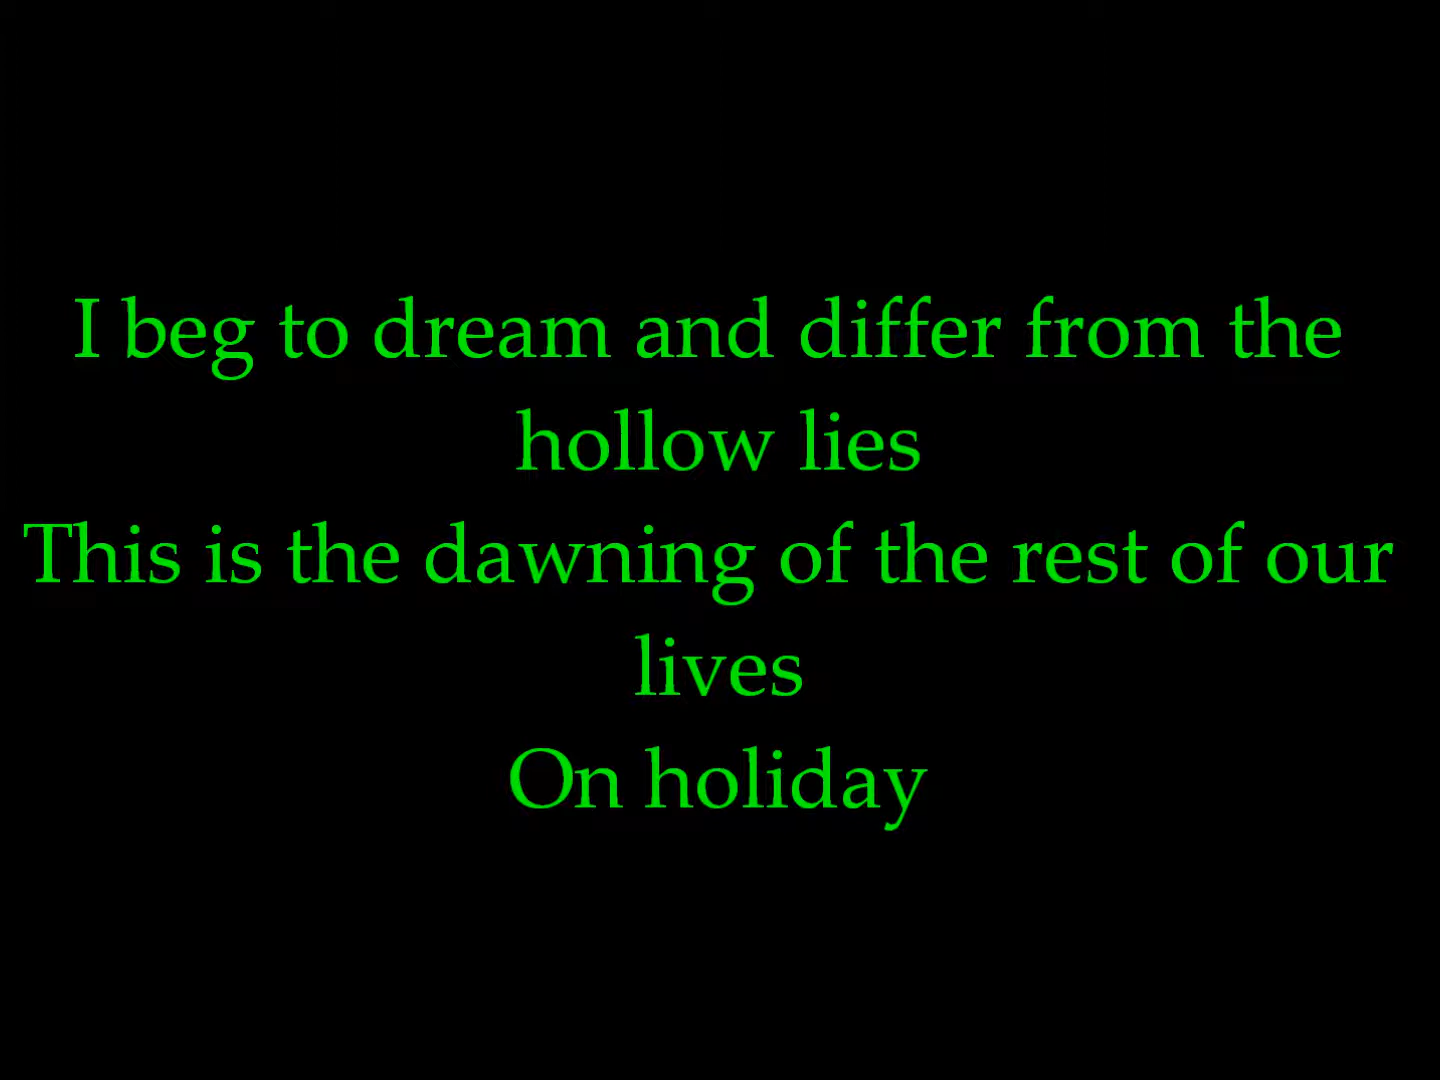 I beg to dream and differ from the
hollow lies
This is the dawning of the rest of our
lives
On holiday